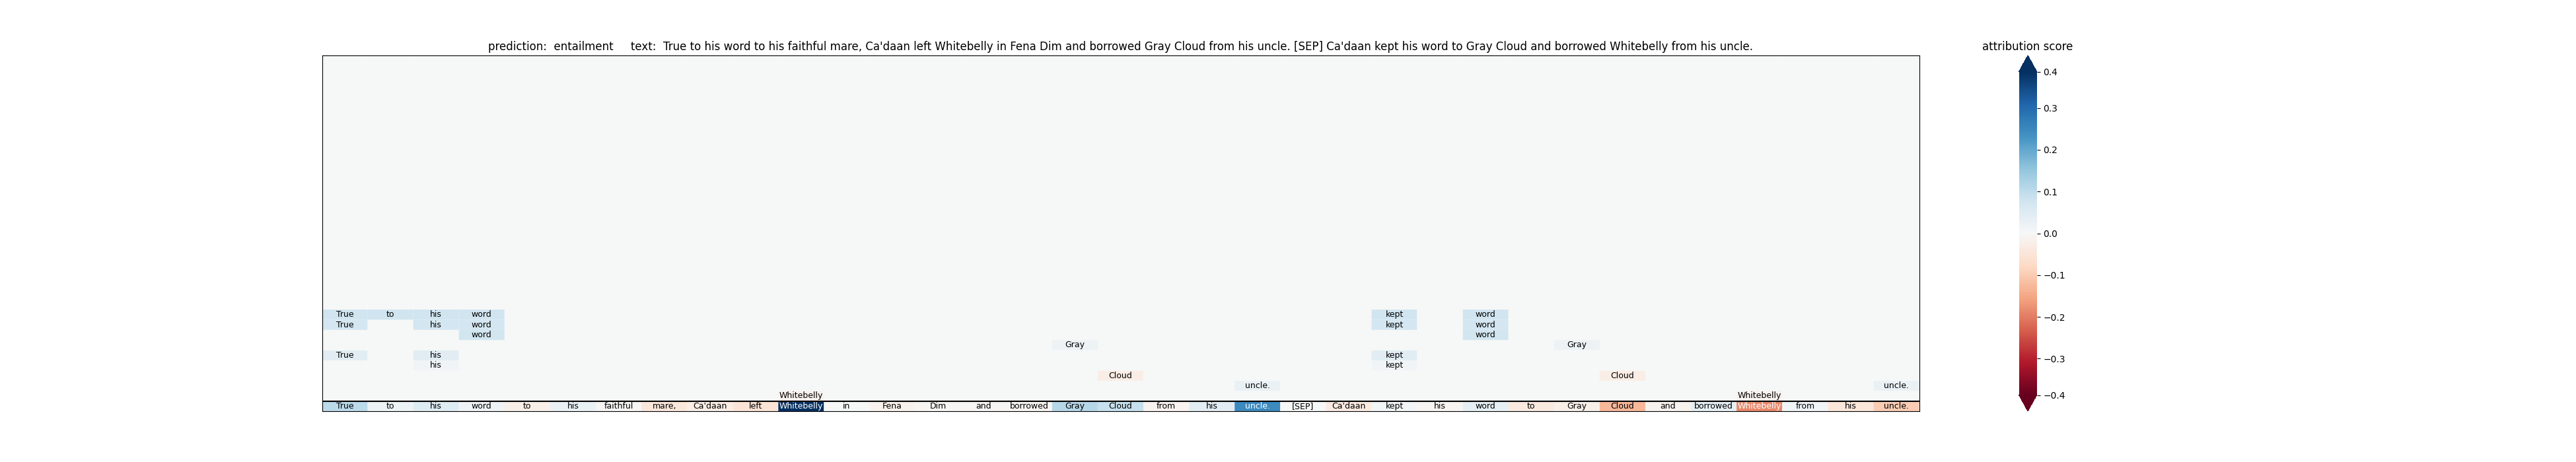 prediction:  entailment     text:  True to his word to his faithful mare, Ca'daan left Whitebelly in Fena Dim and borrowed Gray Cloud from his uncle. [SEP] Ca'daan kept his word to Gray Cloud and borrowed Whitebelly from his uncle.
attribution score
0.4
0.3
0.2
0.1
0.0
−0.1
−0.2
−0.3
−0.4
True to his word kept word
True his word kept word
word word
Gray Gray
True his kept
his kept
Cloud Cloud
uncle. uncle.
Whitebelly Whitebelly
True to his word to his faithful mare, Ca'daan left Whitebelly in Fena Dim and borrowed Gray Cloud from his uncle. [SEP] Ca'daan kept his word to Gray Cloud and borrowed Whitebelly from his uncle.